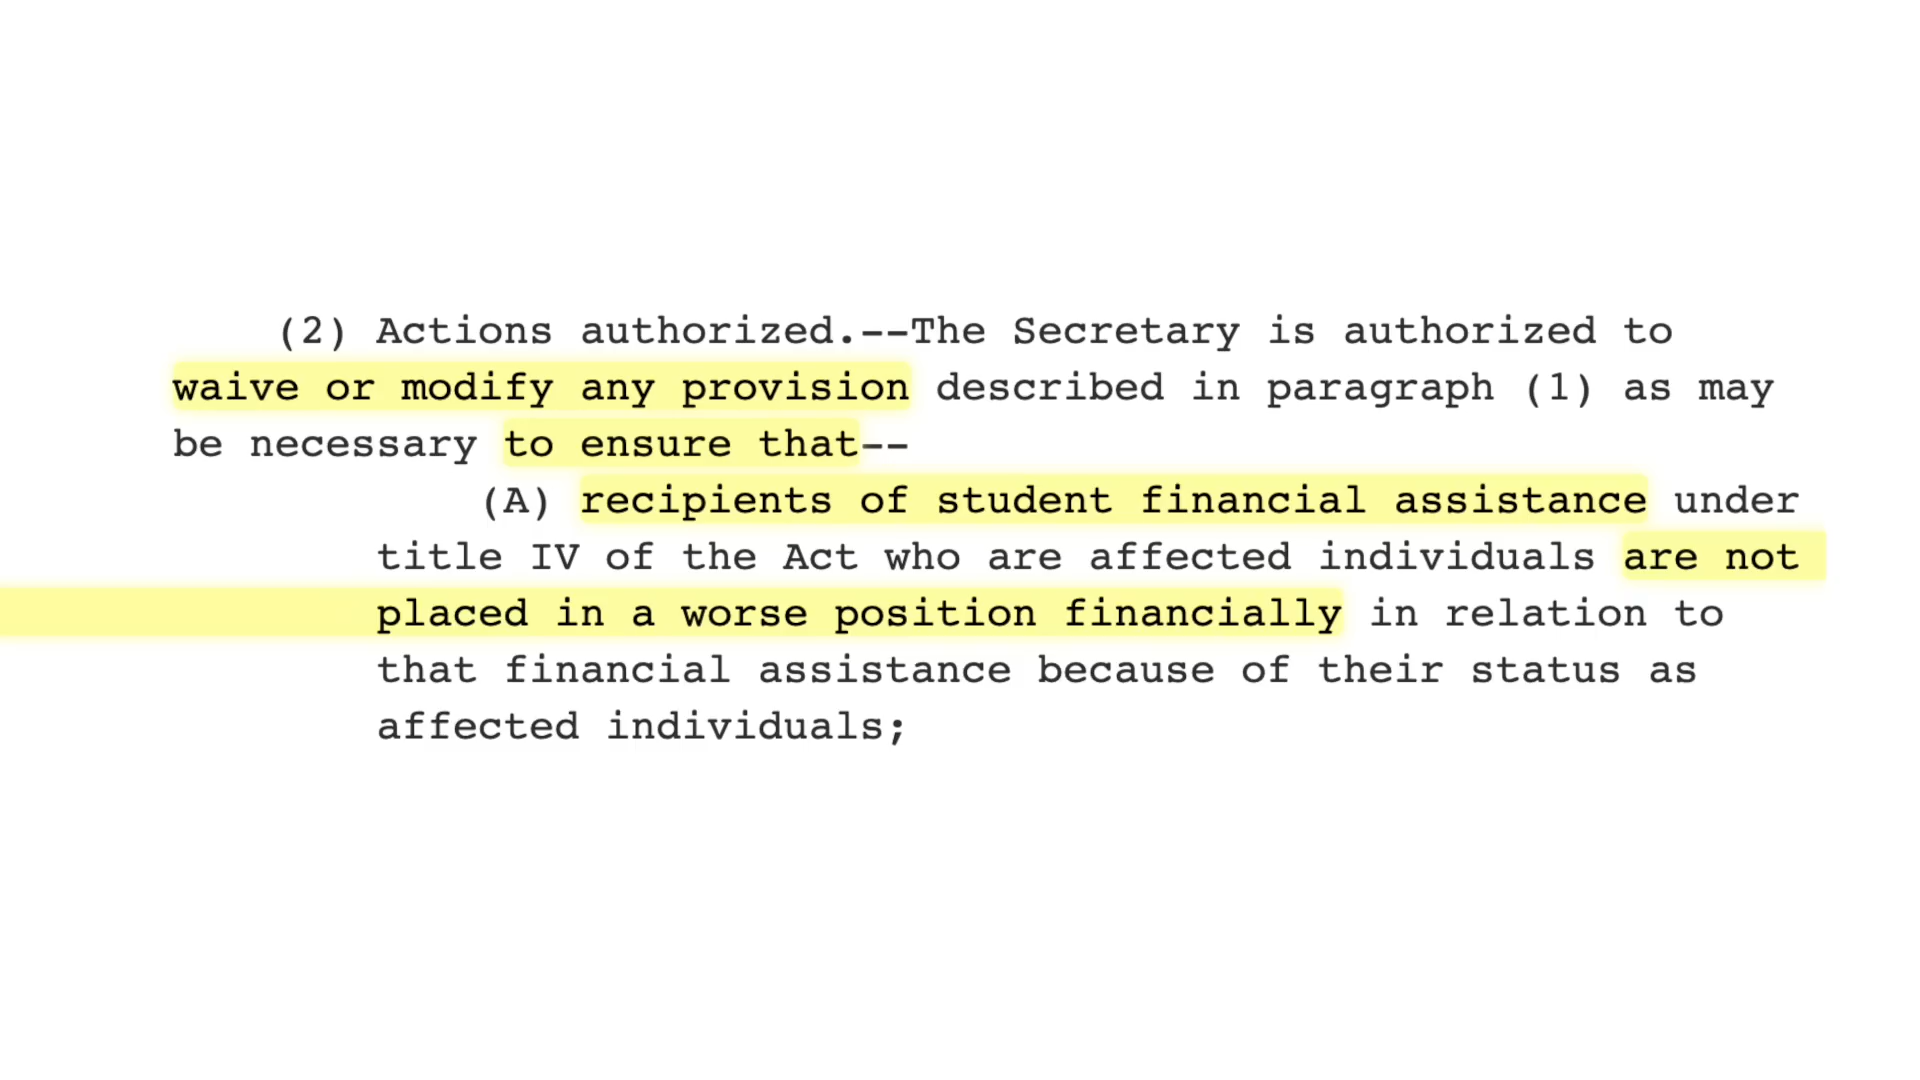 (2) Actions authorized.--The Secretary is authorized to
waive or modify any provision described in paragraph (1) as may
be necessary to ensure that--
(A) recipients of student financial assistance under
title IV of the Act who are affected individuals are not
placed in a worse position financially in relation to
that financial assistance because of their status as
affected individuals;